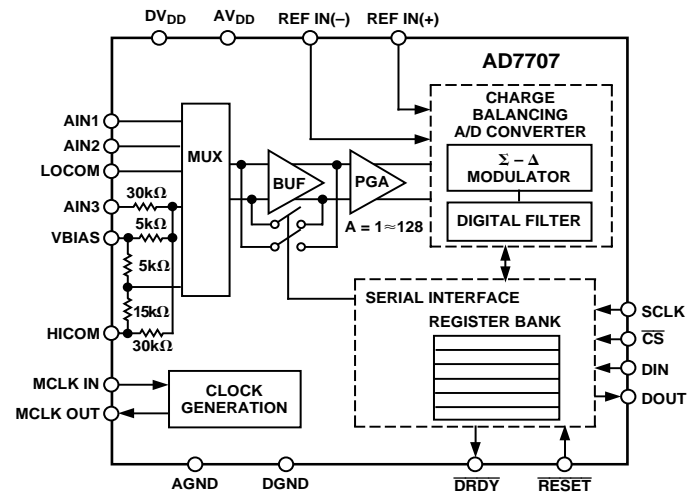 DVDD
AVDD
REF IN(–)
REF IN(+)
AD7707
CHARGE
BALANCING
A/D CONVERTER
Σ – Δ
MODULATOR
DIGITAL FILTER
AIN1
AIN2
LOCOM
AIN3
VBIAS
HICOM
MCLK IN
MCLK OUT
30kΩ
5kΩ
5kΩ
15kΩ
30kΩ
MUX
BUF
PGA
A = 1≈128
SERIAL INTERFACE
REGISTER BANK
CLOCK
GENERATION
SCLK
CS
DIN
DOUT
AGND
DGND
DRDY
RESET